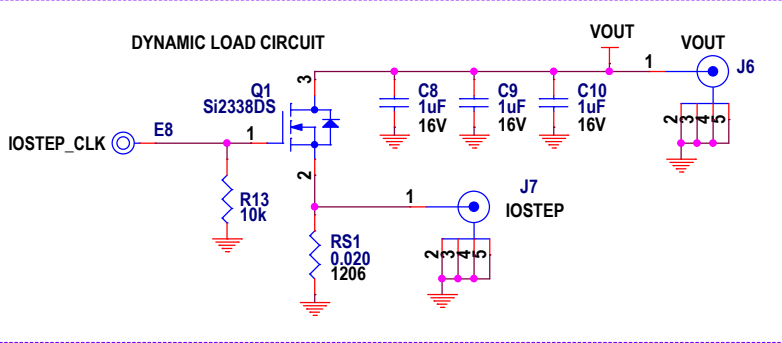 DYNAMIC LOAD CIRCUIT
VOUT
VOUT
1
J6
3
Q1
Si2338DS
C8
1uF
16V
C9
1uF
16V
C10
1uF
16V
2
3
4
5
IOSTEP_CLK
E8
1
2
R13
10k
1
J7
IOSTEP
RS1
0.020
1206
2
3
4
5